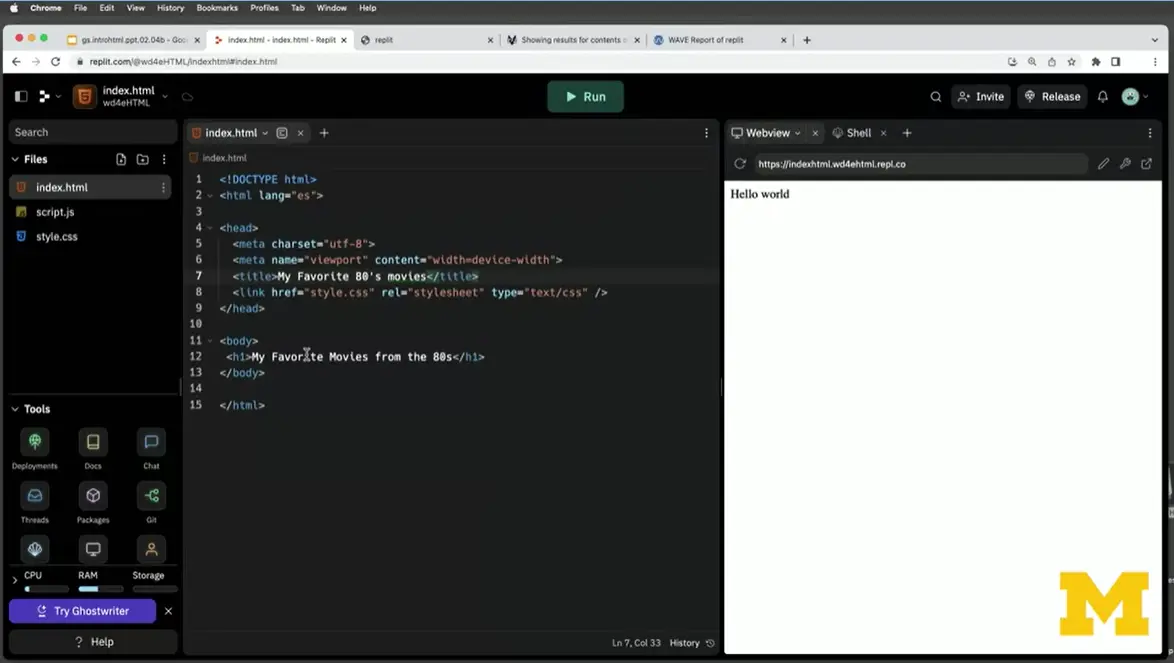 Chrome File Edit View History Bookmarks Profiles Tab Window Help
gs.introhtml.ppt.02.04b - Goo
index.html - index.html - Replit
replit
Showing results for contents o
WAVE Report of replit
replit.com/@wd4eHTML/indexhtml#index.html
index.html
wd4eHTML
Run
Invite
Release
Search
Files
index.html
script.js
style.css
Tools
Deployments Docs Chat
Threads Packages Git
CPU RAM Storage
Try Ghostwriter
? Help
index.html
index.html
1 <!DOCTYPE html>
2 <html lang="es">
3
4 <head>
5 <meta charset="utf-8">
6 <meta name="viewport" content="width=device-width">
7 <title>My Favorite 80's movies</title>
8 <link href="style.css" rel="stylesheet" type="text/css" />
9 </head>
10
11 <body>
12 <h1>My Favorite Movies from the 80s</h1>
13 </body>
14
15 </html>
Ln 7, Col 33 History
Webview Shell
https://indexhtml.wd4ehtml.repl.co
Hello world
M